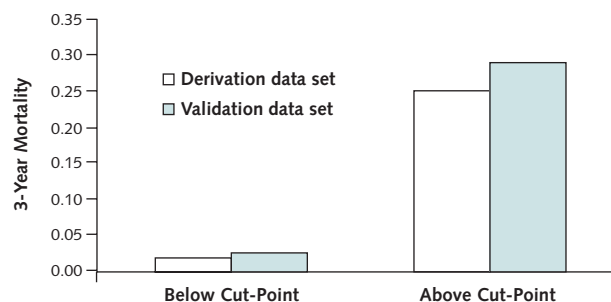 0.35
0.30
0.25
0.20
0.15
0.10
0.05
0.00
3-Year Mortality
Derivation data set
Validation data set
Below Cut-Point
Above Cut-Point